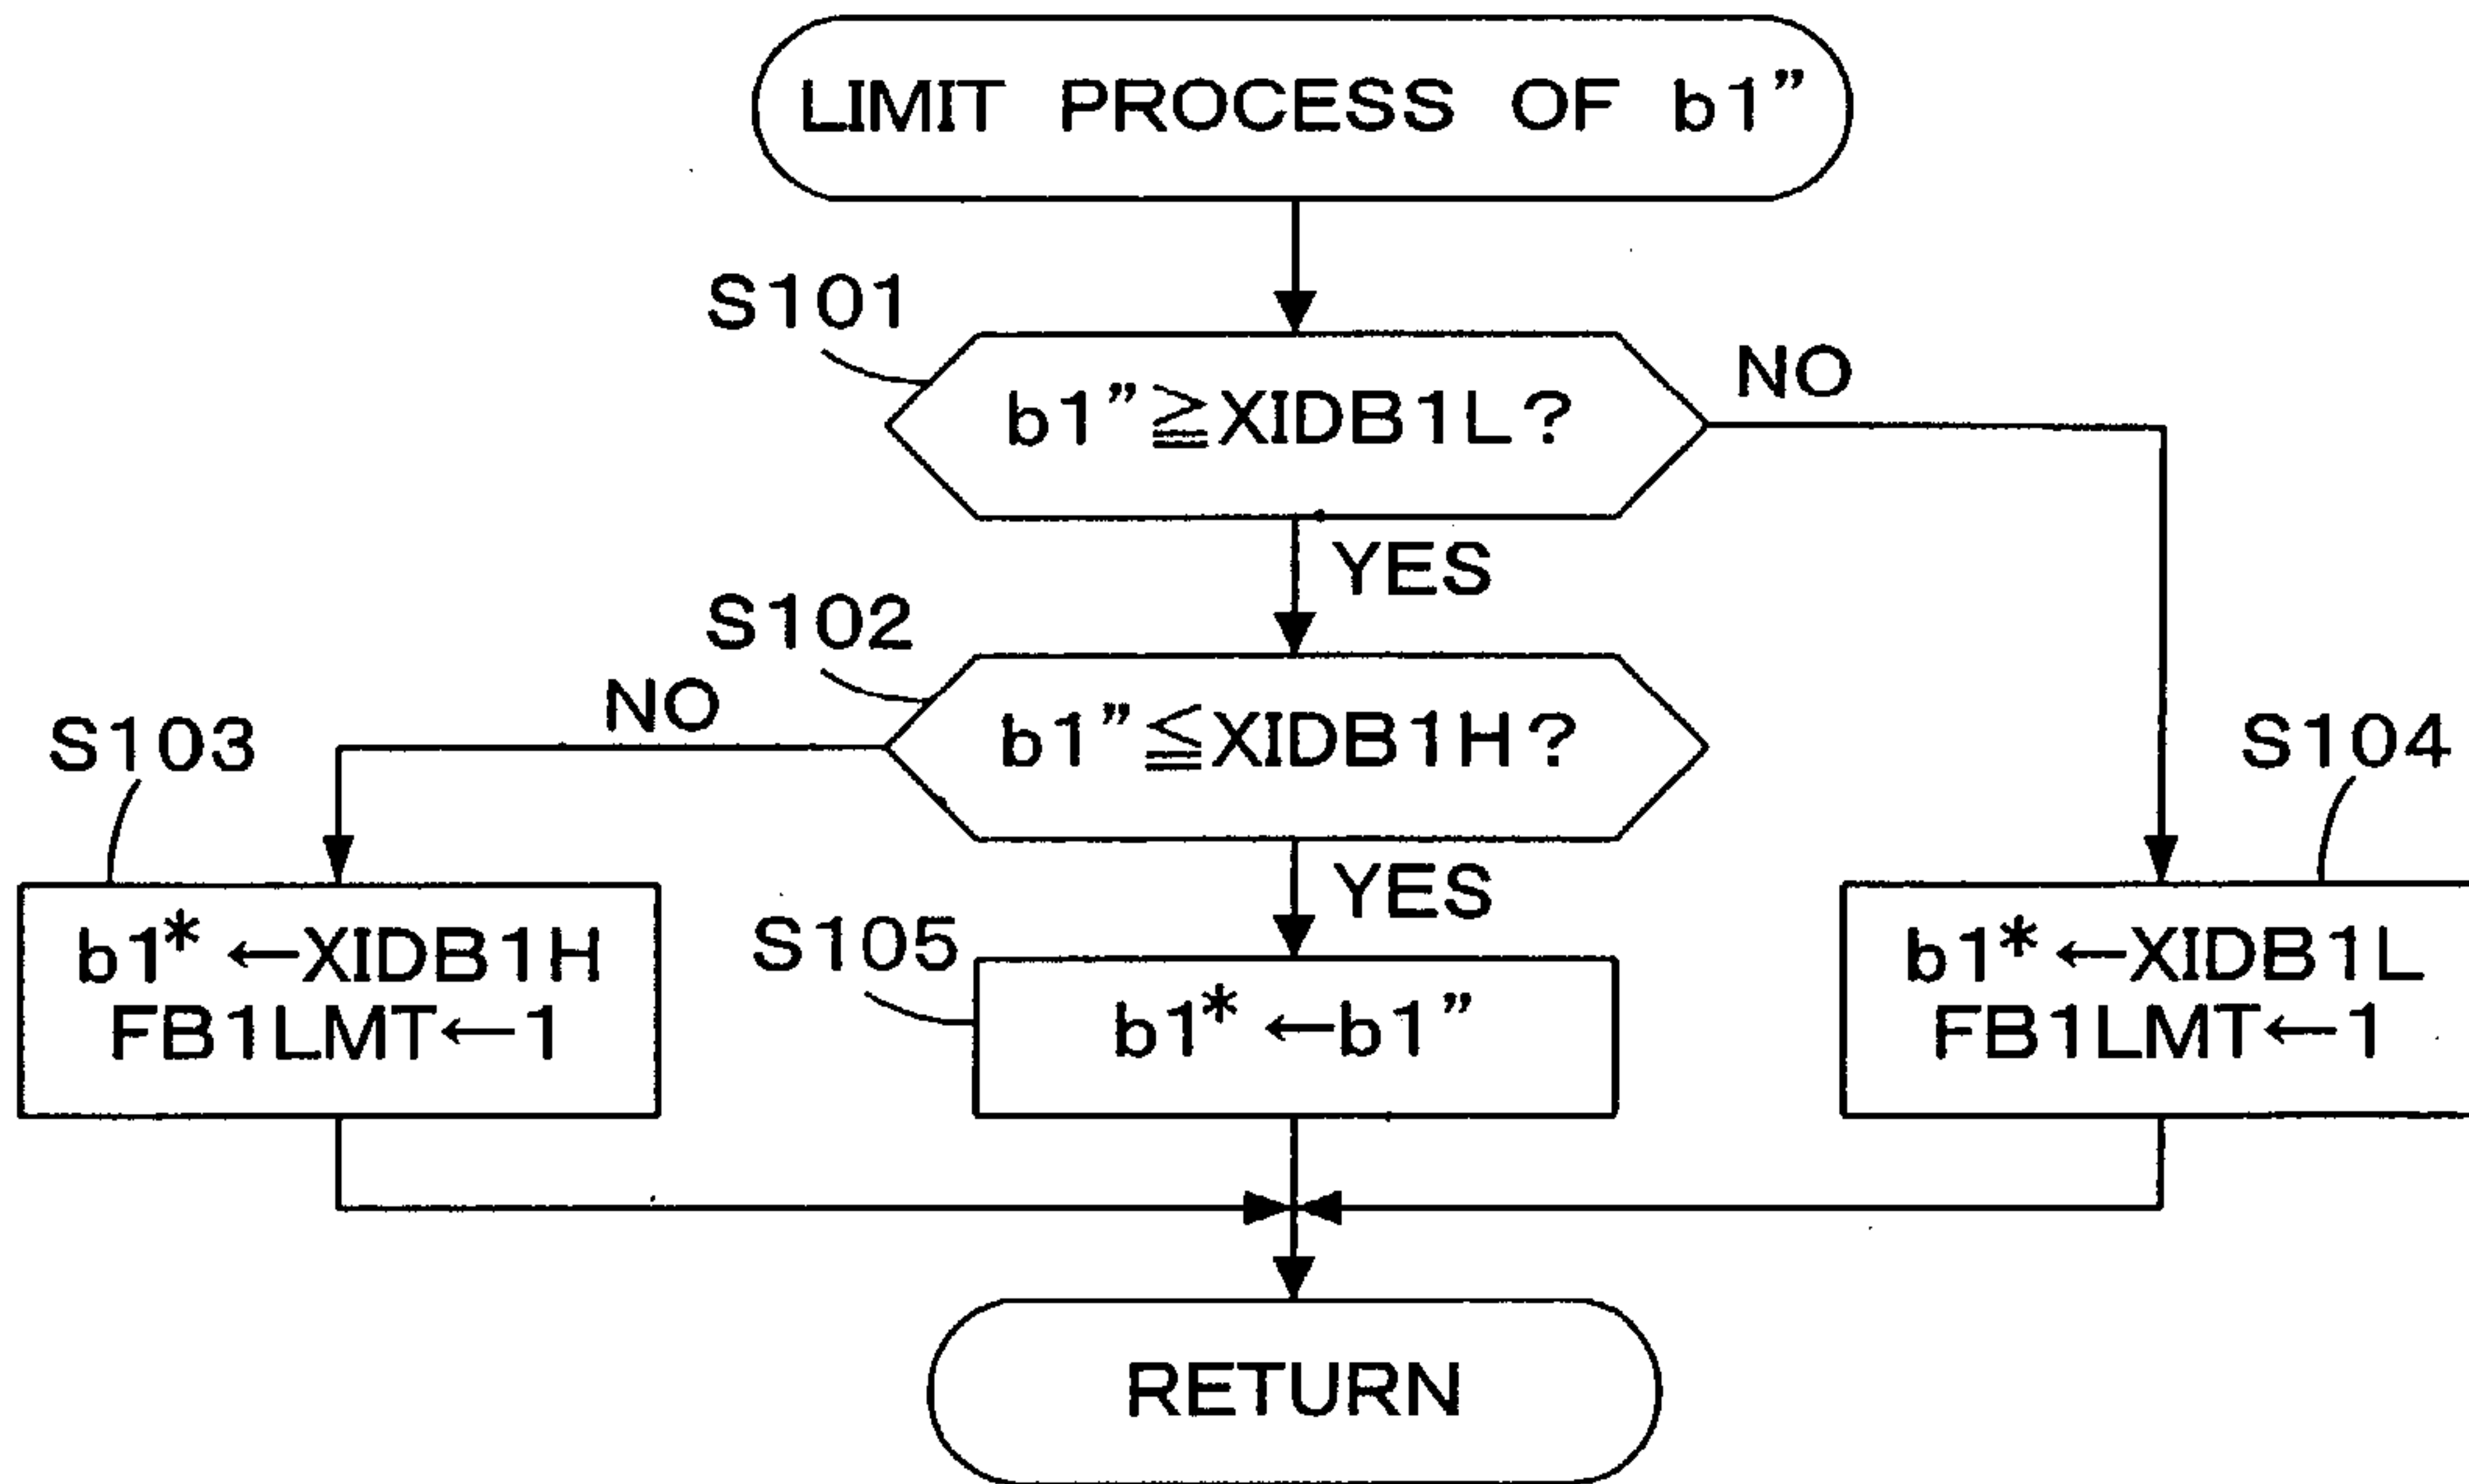 LIMIT PROCESS OF b1”
S101
b1”≧XIDB1L?
NO
YES
S102
b1”≦XIDB1H?
NO
S103
S104
YES
b1* ←XIDB1H
FB1LMT←1
S105
b1* ←b1”
b1* ←XIDB1L
FB1LMT←1
RETURN